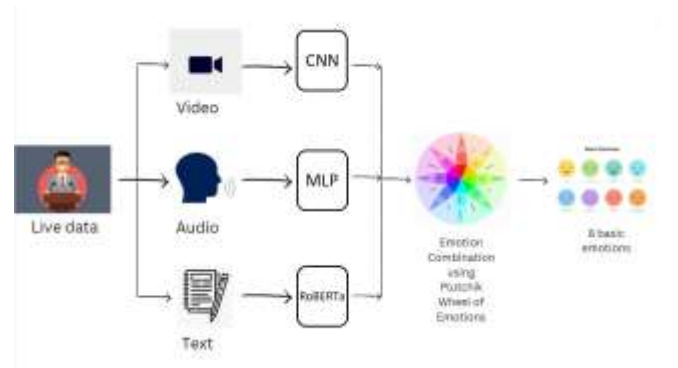 Video
CNN
Live data
Audio
MLP
Text
RoBERTa
Emotion
Combination
using
Plutchik
Wheel of
Emotions
8 basic
emotions